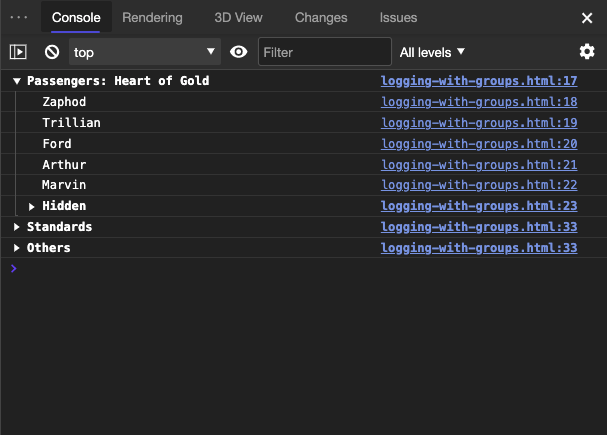 Console Rendering 3D View Changes Issues
top Filter All levels
Passengers: Heart of Gold logging-with-groups.html:17
Zaphod logging-with-groups.html:18
Trillian logging-with-groups.html:19
Ford logging-with-groups.html:20
Arthur logging-with-groups.html:21
Marvin logging-with-groups.html:22
Hidden logging-with-groups.html:23
Standards logging-with-groups.html:33
Others logging-with-groups.html:33